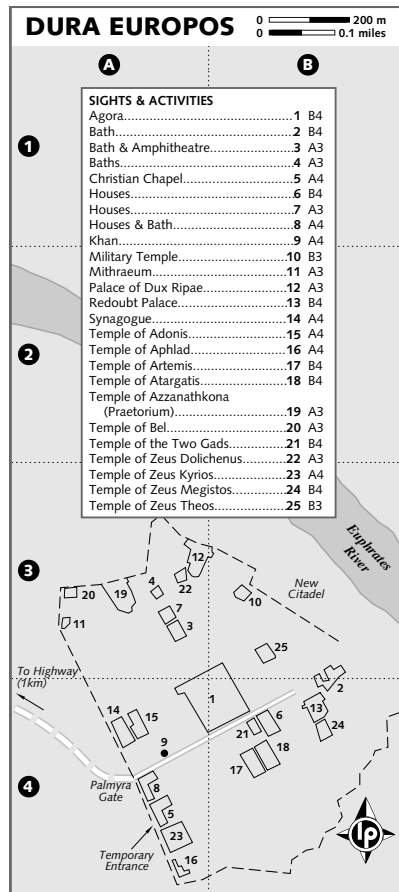 DURA EUROPOS
0 200 m
0 0.1 miles
A B
SIGHTS & ACTIVITIES
Agora 1 B4
Bath 2 B4
Bath & Amphitheatre 3 A3
Baths 4 A3
Christian Chapel 5 A4
Houses 6 B4
Houses 7 A3
Houses & Bath 8 A4
Khan 9 A4
Military Temple 10 B3
Mithraeum 11 A3
Palace of Dux Ripae 12 A3
Redoubt Palace 13 B4
Synagogue 14 A4
Temple of Adonis 15 A4
Temple of Aphlad 16 A4
Temple of Artemis 17 B4
Temple of Atargatis 18 B4
Temple of Azzanathkona
(Praetorium) 19 A3
Temple of Bel 20 A3
Temple of the Two Gads 21 B4
Temple of Zeus Dolichenus 22 A3
Temple of Zeus Kyrios 23 A4
Temple of Zeus Megistos 24 B4
Temple of Zeus Theos 25 B3
1
2
3
4
Euphrates
River
New
Citadel
12
22
4
20
19
10
7
3
11
25
To Highway
(1km)
2
1
13
14
15
6
21
24
9
18
17
Palmyra
Gate
8
5
23
Temporary
Entrance
16
lp